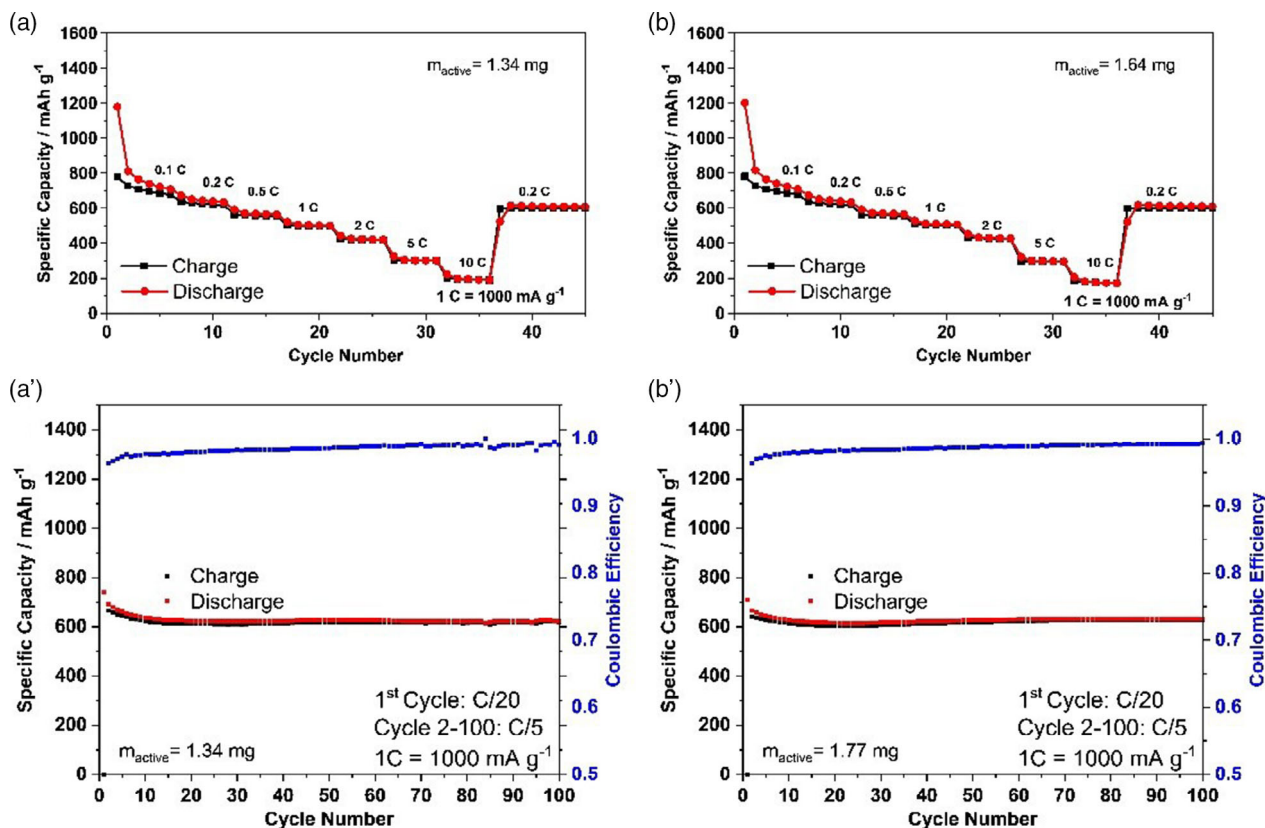 (a)
1600
1400
1200
1000
800
600
400
200
0
Specific Capacity / mAh g⁻¹
m_active = 1.34 mg
0.1 C
0.2 C
0.5 C
1 C
2 C
5 C
10 C
0.2 C
Charge
Discharge
1 C = 1000 mA g⁻¹
0 10 20 30 40
Cycle Number
(b)
1600
1400
1200
1000
800
600
400
200
0
Specific Capacity / mAh g⁻¹
m_active = 1.64 mg
0.1 C
0.2 C
0.5 C
1 C
2 C
5 C
10 C
0.2 C
Charge
Discharge
1 C = 1000 mA g⁻¹
0 10 20 30 40
Cycle Number
(a')
1400
1200
1000
800
600
400
200
0
Specific Capacity / mAh g⁻¹
Charge
Discharge
1st Cycle: C/20
Cycle 2-100: C/5
m_active = 1.34 mg
1C = 1000 mA g⁻¹
1.0
0.9
0.8
0.7
0.6
0.5
Coulombic Efficiency
0 10 20 30 40 50 60 70 80 90 100
Cycle Number
(b')
1400
1200
1000
800
600
400
200
0
Specific Capacity / mAh g⁻¹
Charge
Discharge
1st Cycle: C/20
Cycle 2-100: C/5
m_active = 1.77 mg
1C = 1000 mA g⁻¹
1.0
0.9
0.8
0.7
0.6
0.5
Coulombic Efficiency
0 10 20 30 40 50 60 70 80 90 100
Cycle Number